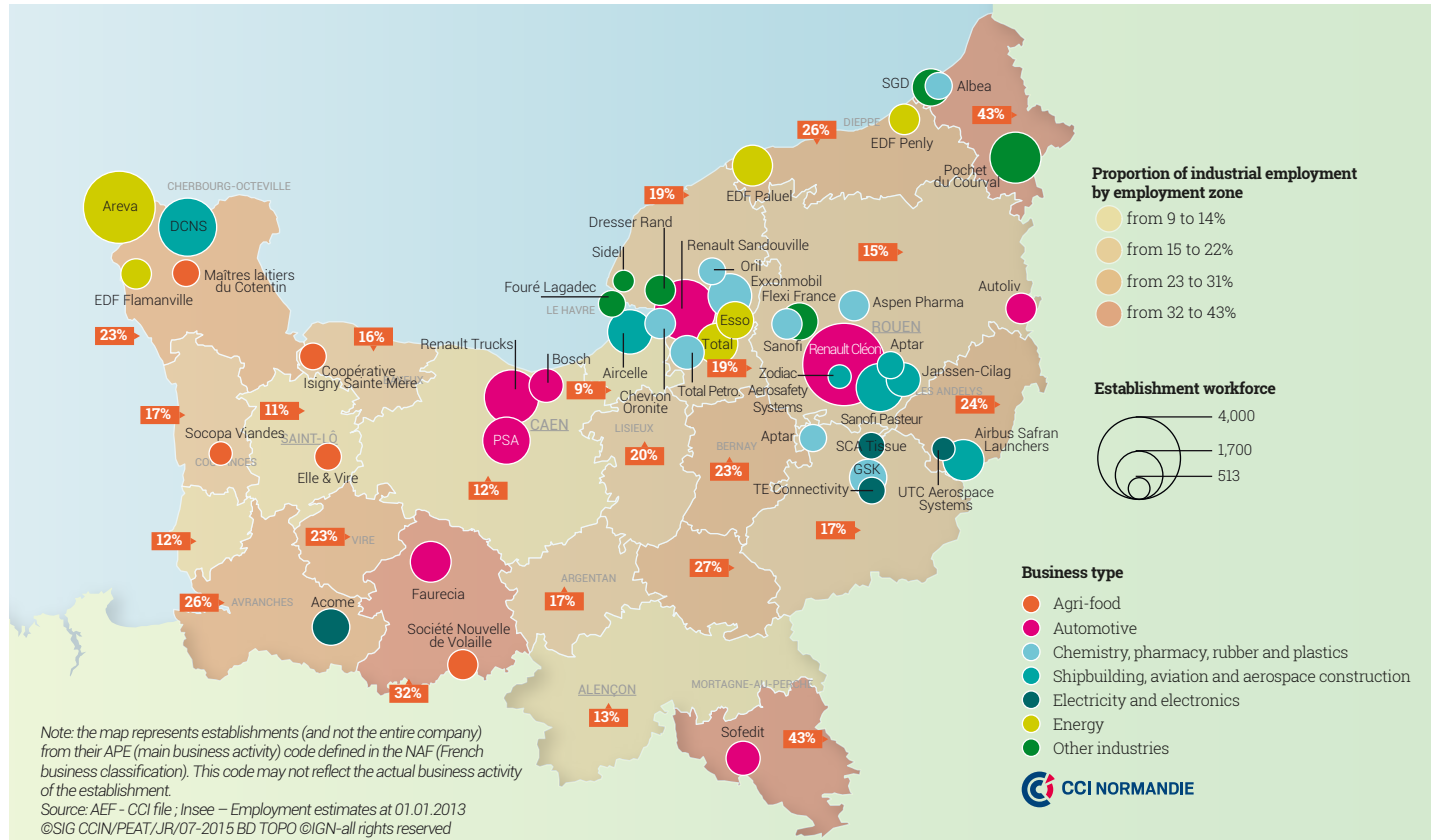 SGD
Albea
43%
DIEPPE
26%
EDF Penly
Pochet
du Courval
EDF Paluel
19%
CHERBOURG-OCTEVILLE
Areva
DCNS
Maîtres laitiers
du Cotentin
EDF Flamanville
23%
Dresser Rand
Renault Sandouville
Sidel
Oril
Exxonmobil
Fouré Lagadec
LE HAVRE
Flexi France
Esso
Total
Sanofi
Aircelle
Chevron
Oronite
Total Petro.
19%
15%
Autoliv
Aspen Pharma
ROUEN
Renault Cléon
Aptar
Zodiac
Aerosafety
Systems
Janssen-Cilag
LES ANDELYS
Sanofi Pasteur
24%
16%
Renault Trucks
Bosch
9%
Coopérative
Isigny Sainte Mère
17%
11%
Socopa Viandes
SAINT-LÔ
COUTANCES
Elle & Vire
PSA
CAEN
LISIEUX
20%
BERNAY
23%
Aptar
SCA Tissue
GSK
TE Connectivity
Airbus Safran
Launchers
UTC Aerospace
Systems
12%
17%
12%
23%
VIRE
27%
Faurecia
ARGENTAN
17%
26%
AVRANCHES
Acome
Société Nouvelle
de Volaille
32%
ALENÇON
13%
MORTAGNE-AU-PERCHE
Sofedit
43%
Proportion of industrial employment
by employment zone
from 9 to 14%
from 15 to 22%
from 23 to 31%
from 32 to 43%
Establishment workforce
4,000
1,700
513
Business type
Agri-food
Automotive
Chemistry, pharmacy, rubber and plastics
Shipbuilding, aviation and aerospace construction
Electricity and electronics
Energy
Other industries
CCI NORMANDIE
Note: the map represents establishments (and not the entire company)
from their APE (main business activity) code defined in the NAF (French
business classification). This code may not reflect the actual business activity
of the establishment.
Source: AEF - CCI file ; Insee – Employment estimates at 01.01.2013
©SIG CCIN/PEAT/JR/07-2015 BD TOPO ©IGN-all rights reserved